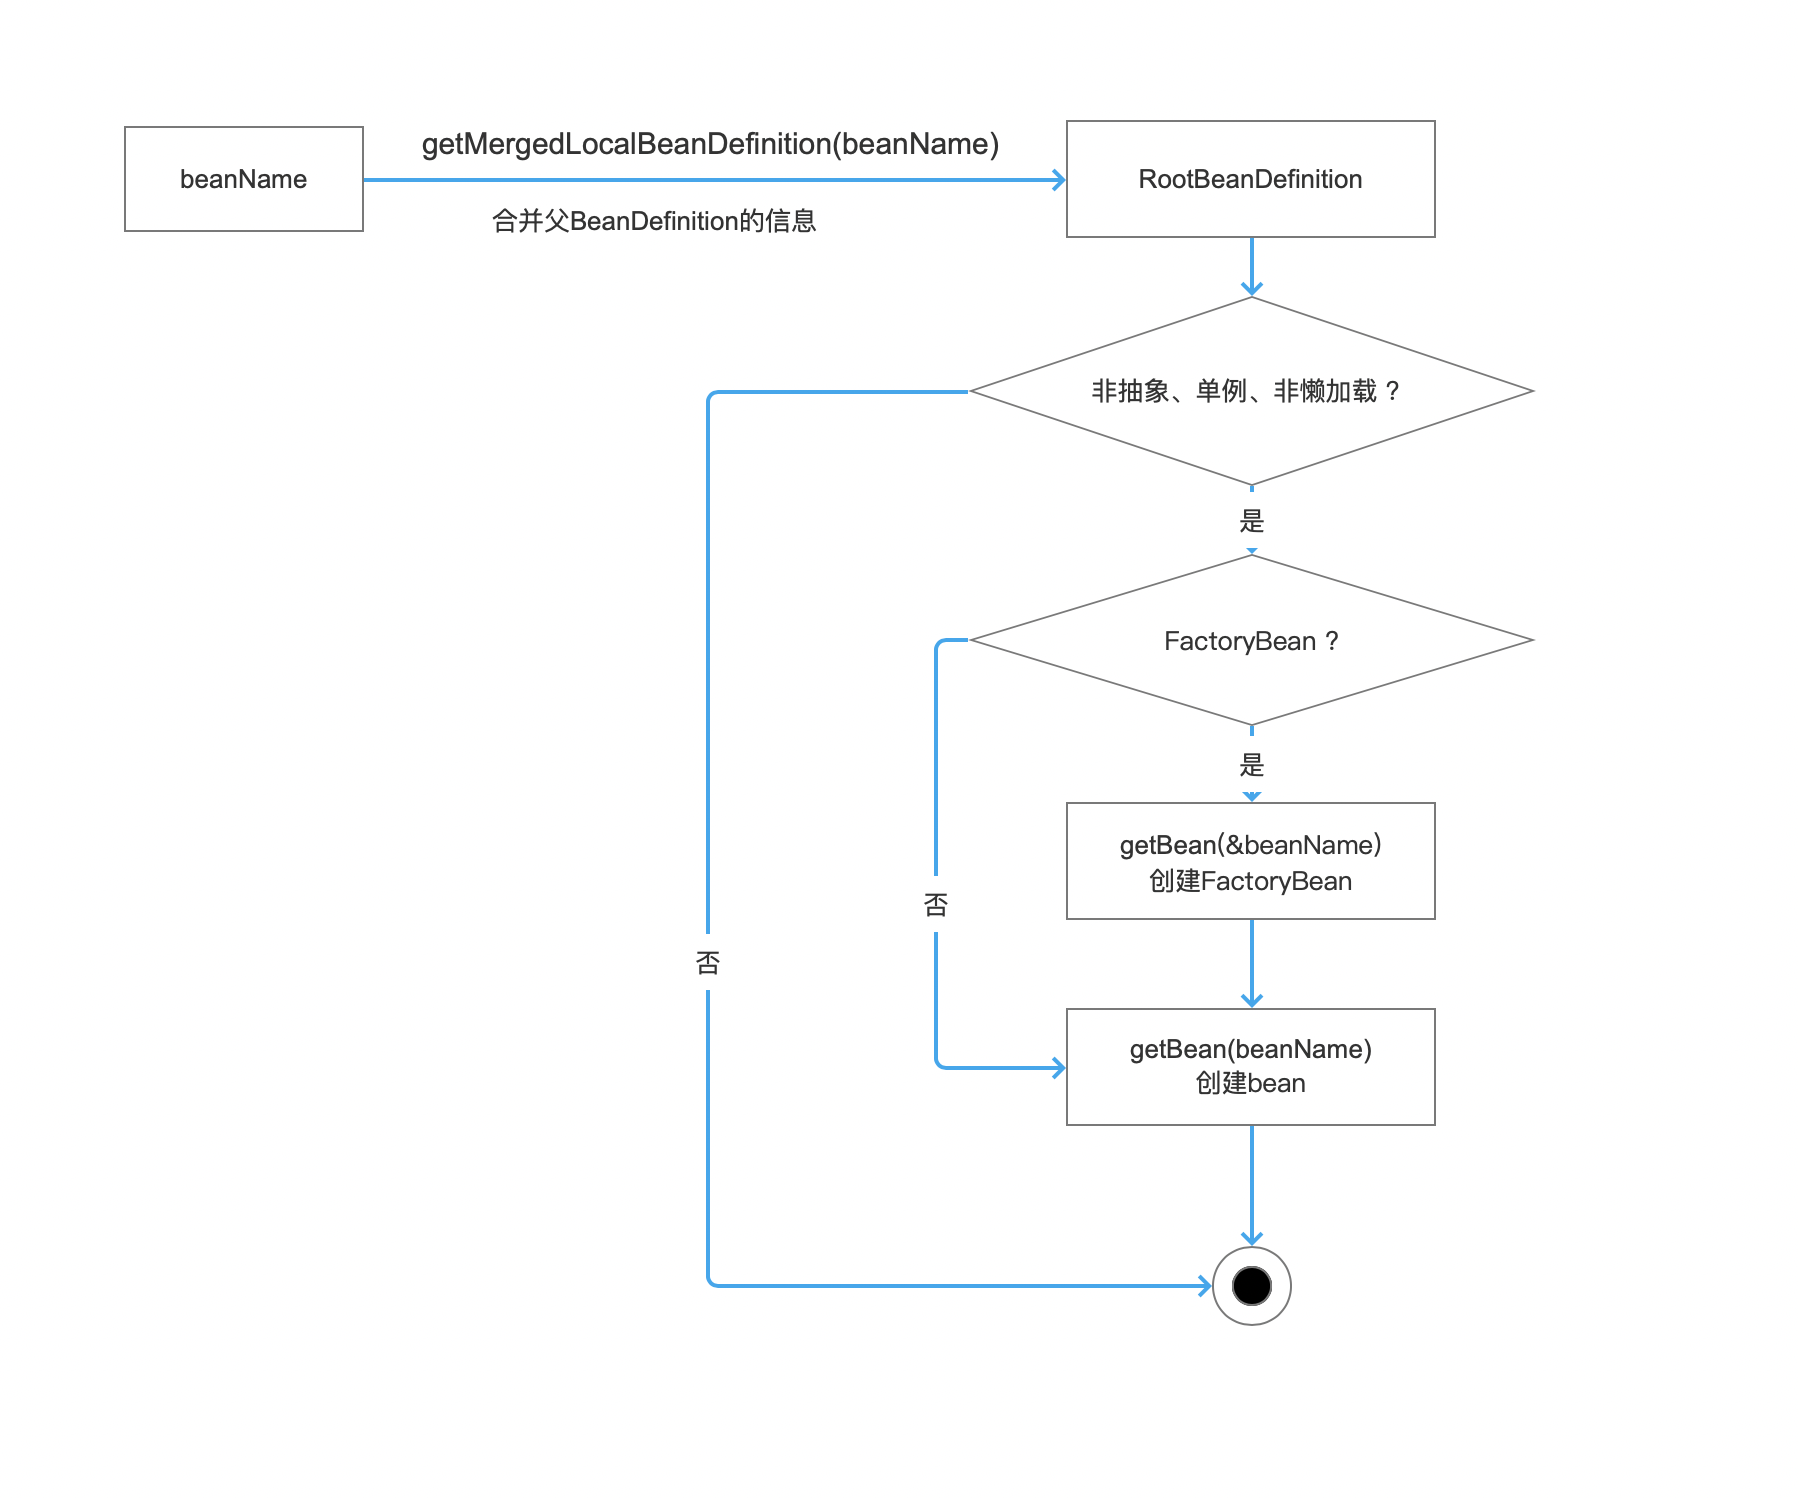 beanName
getMergedLocalBeanDefinition(beanName)
合并父BeanDefinition的信息
RootBeanDefinition
非抽象、单例、非懒加载？
是
FactoryBean？
是
getBean(&beanName)
创建FactoryBean
否
否
getBean(beanName)
创建bean